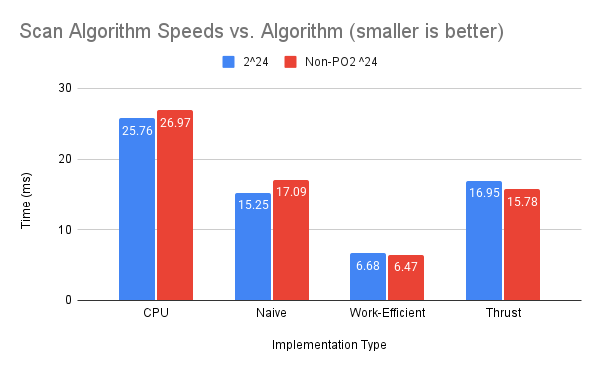 Scan Algorithm Speeds vs. Algorithm (smaller is better)
2^24 Non-PO2 ^24
30
20
10
0
Time (ms)
25.76 26.97 15.25 17.09 6.68 6.47 16.95 15.78
CPU Naive Work-Efficient Thrust
Implementation Type